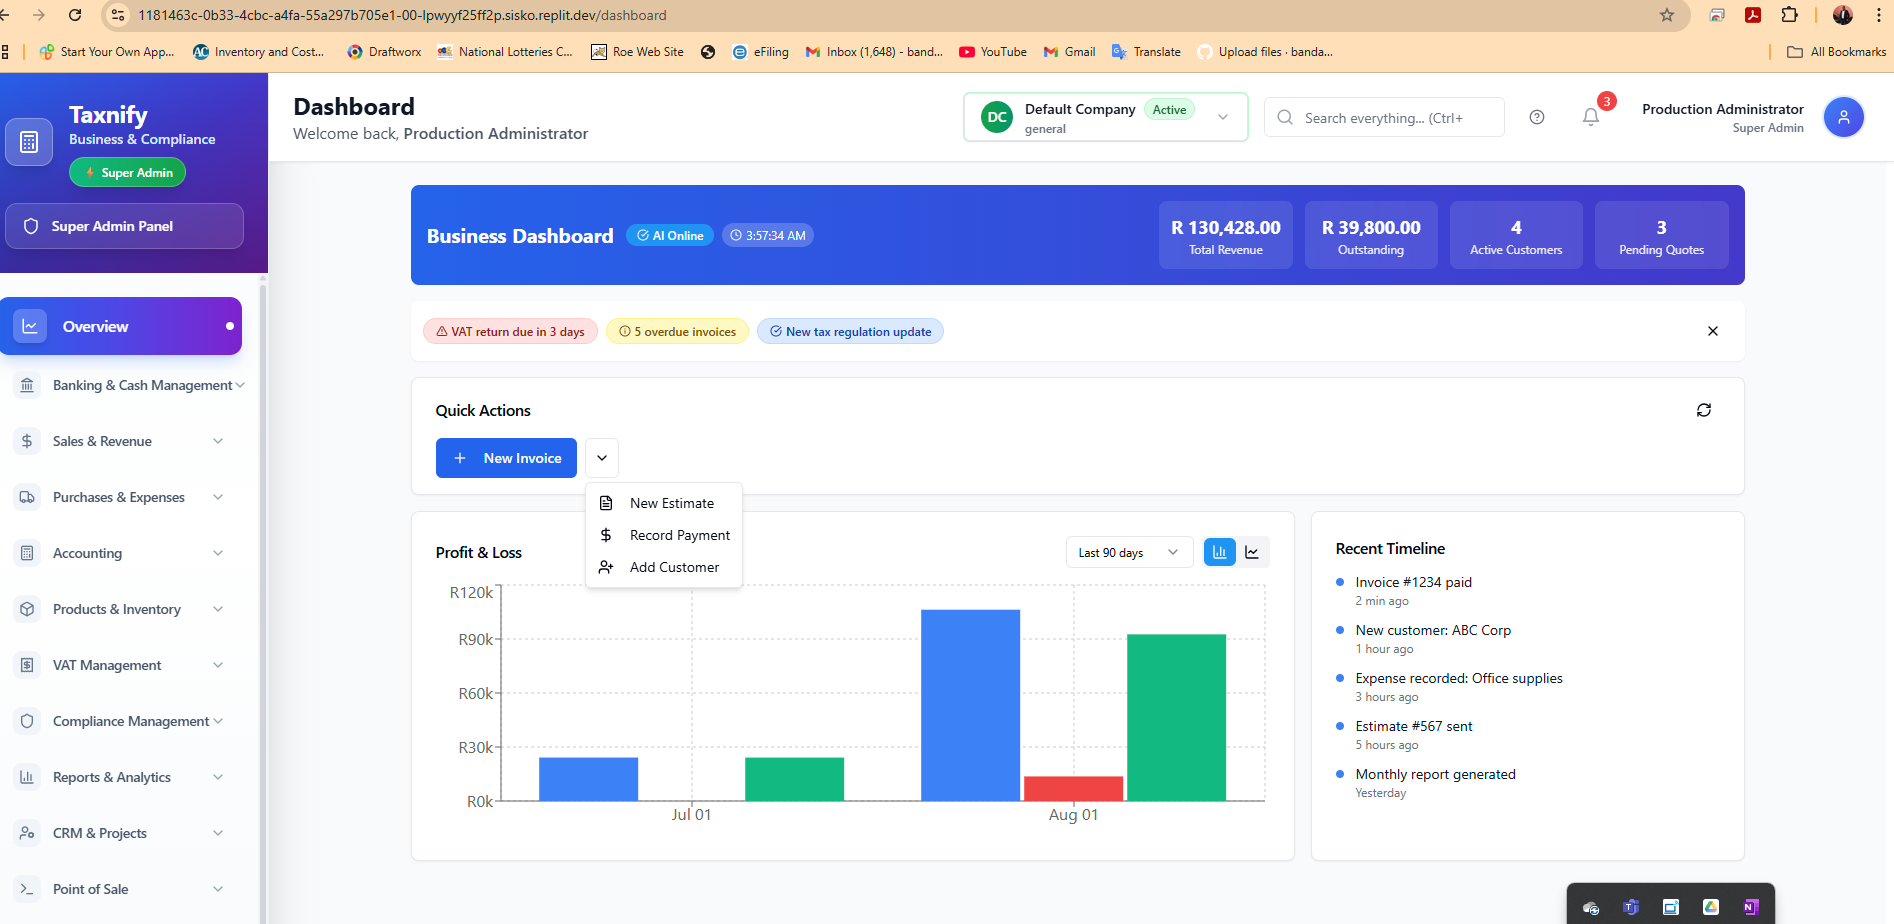 1181463c-0b33-4cbc-a4fa-55a297b705e1-00-lpwyyf25ff2p.sisko.replit.dev/dashboard
Start Your Own App...
Inventory and Cost...
Draftworx
National Lotteries C...
Roe Web Site
eFiling
Inbox (1,648) - band...
YouTube
Gmail
Translate
Upload files · banda...
All Bookmarks
Taxnify
Business & Compliance
Super Admin
Super Admin Panel
Overview
Banking & Cash Management
Sales & Revenue
Purchases & Expenses
Accounting
Products & Inventory
VAT Management
Compliance Management
Reports & Analytics
CRM & Projects
Point of Sale
Dashboard
Welcome back, Production Administrator
DC
Default Company
Active
general
Search everything... (Ctrl+
3
Production Administrator
Super Admin
Business Dashboard
AI Online
3:57:34 AM
R 130,428.00
Total Revenue
R 39,800.00
Outstanding
4
Active Customers
3
Pending Quotes
VAT return due in 3 days
5 overdue invoices
New tax regulation update
Quick Actions
New Invoice
New Estimate
Record Payment
Add Customer
Profit & Loss
Last 90 days
R120k
R90k
R60k
R30k
R0k
Jul 01
Aug 01
Recent Timeline
Invoice #1234 paid
2 min ago
New customer: ABC Corp
1 hour ago
Expense recorded: Office supplies
3 hours ago
Estimate #567 sent
5 hours ago
Monthly report generated
Yesterday